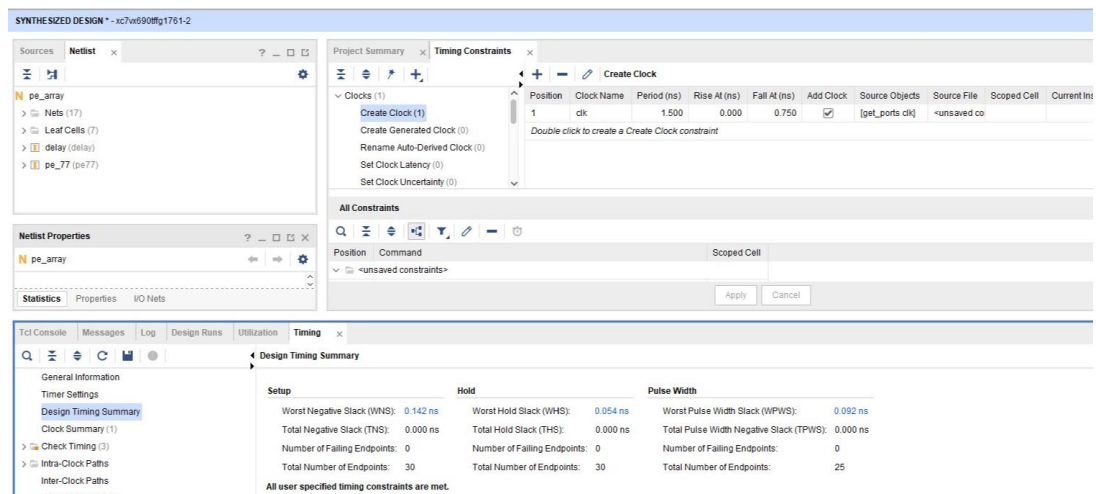 SYNTHESIZED DESIGN * - xc7vx690tffg1761-2
Sources Netlist
pe_array
Nets (17)
Leaf Cells (7)
delay (delay)
pe_77 (pe77)
Netlist Properties
pe_array
Statistics Properties I/O Nets
Project Summary Timing Constraints
Clocks (1)
Create Clock (1)
Create Generated Clock (0)
Rename Auto-Derived Clock (0)
Set Clock Latency (0)
Set Clock Uncertainty (0)
Create Clock
Position Clock Name Period (ns) Rise At (ns) Fall At (ns) Add Clock Source Objects Source File Scoped Cell Current Ins
1 clk 1.500 0.000 0.750 [get_ports clk] <unsaved co
Double click to create a Create Clock constraint
All Constraints
Position Command Scoped Cell
<unsaved constraints>
Apply Cancel
Tcl Console Messages Log Design Runs Utilization Timing
General Information
Timer Settings
Design Timing Summary
Clock Summary (1)
Check Timing (3)
Intra-Clock Paths
Inter-Clock Paths
Design Timing Summary
Setup Hold Pulse Width
Worst Negative Slack (WNS): 0.142 ns Worst Hold Slack (WHS): 0.054 ns Worst Pulse Width Slack (WPWS): 0.092 ns
Total Negative Slack (TNS): 0.000 ns Total Hold Slack (THS): 0.000 ns Total Pulse Width Negative Slack (TPWS): 0.000 ns
Number of Failing Endpoints: 0 Number of Failing Endpoints: 0 Number of Failing Endpoints: 0
Total Number of Endpoints: 30 Total Number of Endpoints: 30 Total Number of Endpoints: 25
All user specified timing constraints are met.